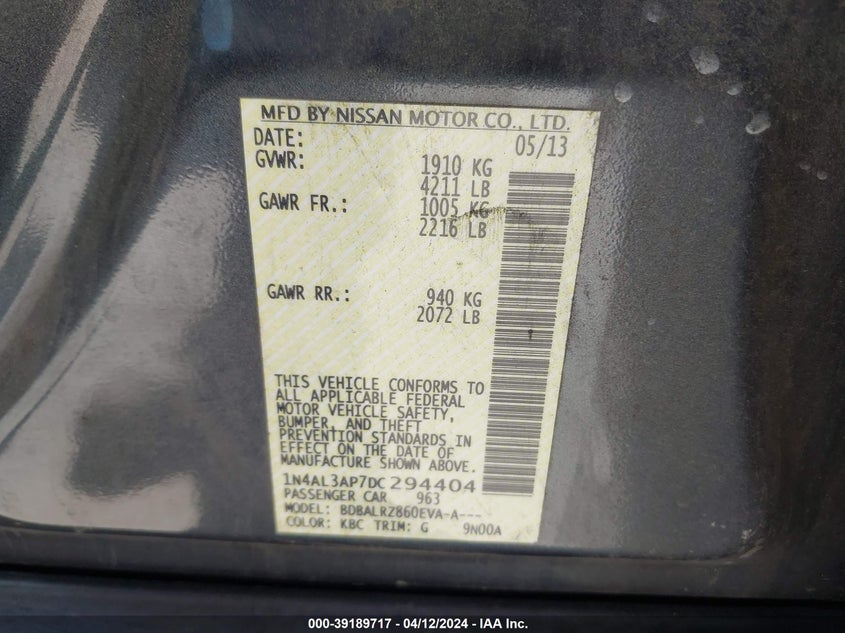 MFD BY NISSAN MOTOR CO., LTD.
DATE: 05/13
GVWR: 1910 KG
4211 LB
GAWR FR.: 1005 KG
2216 LB
GAWR RR.: 940 KG
2072 LB
THIS VEHICLE CONFORMS TO
ALL APPLICABLE FEDERAL
MOTOR VEHICLE SAFETY,
BUMPER, AND THEFT
PREVENTION STANDARDS IN
EFFECT ON THE DATE OF
MANUFACTURE SHOWN ABOVE.
1N4AL3AP7DC294404
PASSENGER CAR 963
MODEL: BDBALRZ860EVA-A---
COLOR: KBC TRIM: G 9N00A
000-39189717 - 04/12/2024 - IAA Inc.